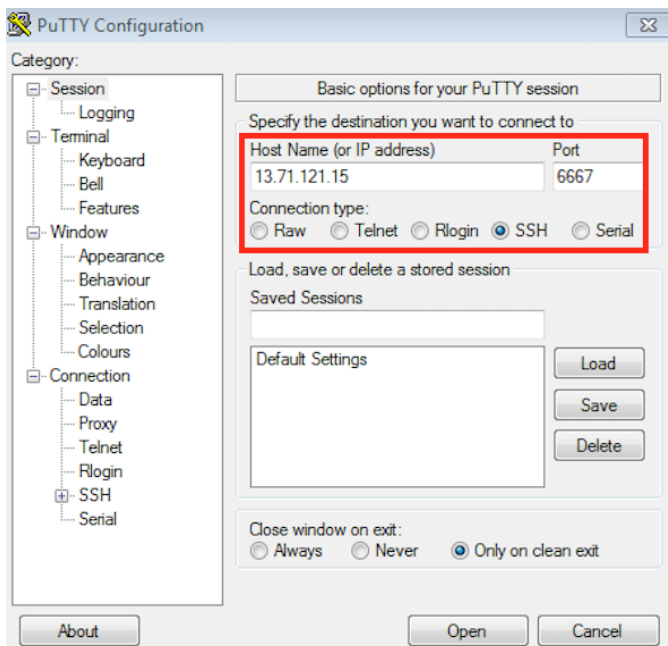 PuTTY Configuration
Category:
Session
Logging
Terminal
Keyboard
Bell
Features
Window
Appearance
Behaviour
Translation
Selection
Colours
Connection
Data
Proxy
Telnet
Rlogin
SSH
Serial
Basic options for your PuTTY session
Specify the destination you want to connect to
Host Name (or IP address) Port
13.71.121.15 6667
Connection type:
Raw Telnet Rlogin SSH Serial
Load, save or delete a stored session
Saved Sessions
Default Settings
Load
Save
Delete
Close window on exit:
Always Never Only on clean exit
About Open Cancel